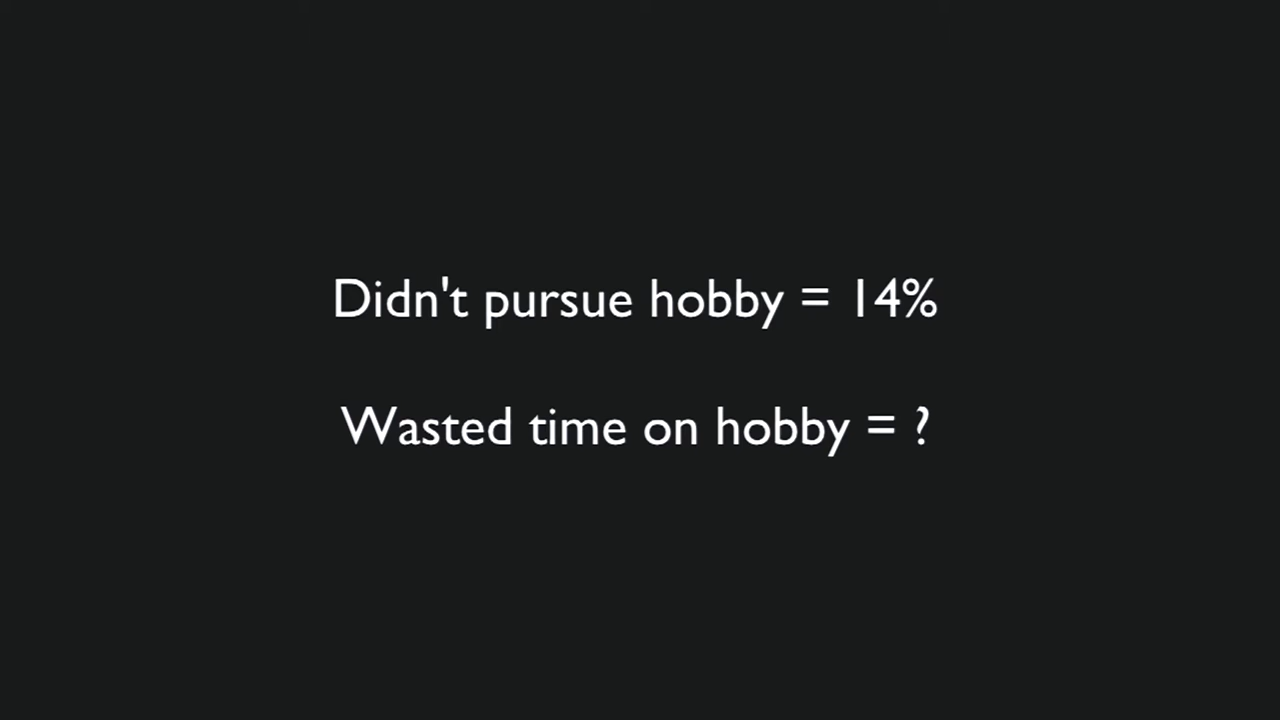 Didn't pursue hobby = 14%
Wasted time on hobby = ?